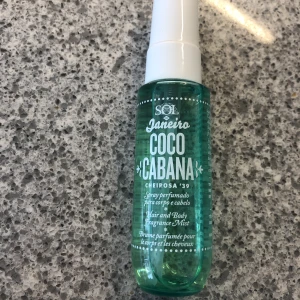 SOL
de
Janeiro
COCO
CABANA
CHEIROSA '39
Spray perfumado
para corpo e cabelo
Hair and Body
Fragrance Mist
Brume parfumée pour
le corps et les cheveux